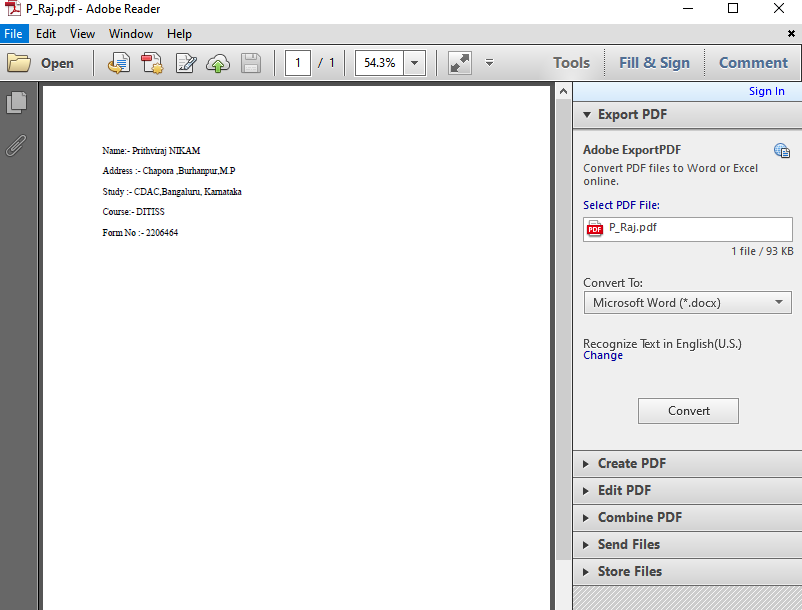 P_Raj.pdf - Adobe Reader
File Edit View Window Help
Open 1 / 1 54.3% Tools Fill & Sign Comment
Sign In
Export PDF
Adobe ExportPDF
Convert PDF files to Word or Excel
online.
Select PDF File:
PDF P_Raj.pdf
1 file / 93 KB
Convert To:
Microsoft Word (*.docx)
Recognize Text in English(U.S.)
Change
Convert
Create PDF
Edit PDF
Combine PDF
Send Files
Store Files
Name:- Prithviraj NIKAM
Address :- Chapora ,Burhanpur,M.P
Study :- CDAC,Bangaluru, Karnataka
Course:- DITISS
Form No :- 2206464